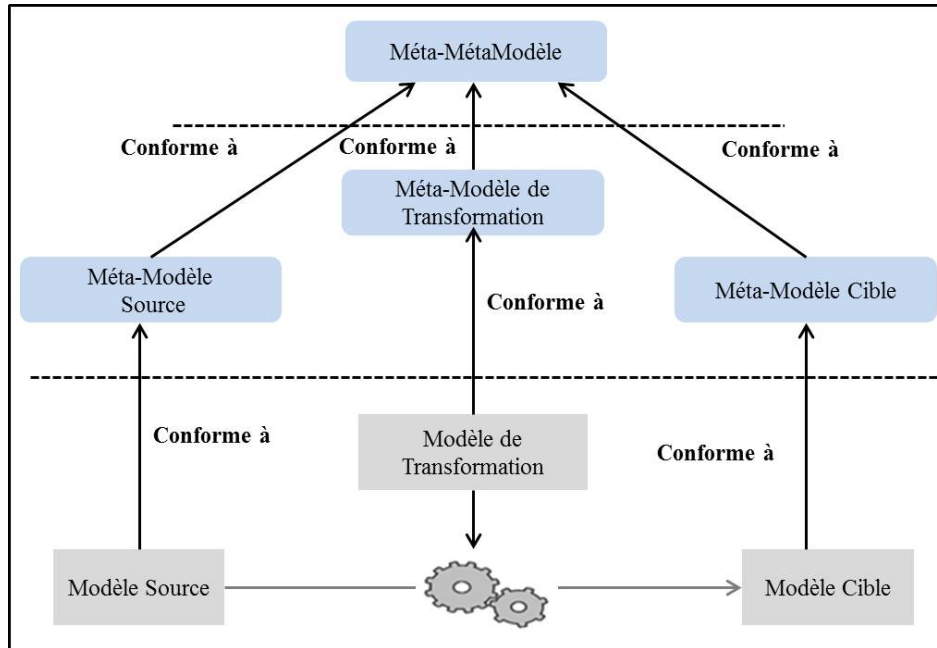 Méta-MétaModèle
Conforme à
Conforme à
Conforme à
Méta-Modèle de
Transformation
Méta-Modèle
Source
Méta-Modèle Cible
Conforme à
Conforme à
Modèle de
Transformation
Conforme à
Modèle Source
Modèle Cible